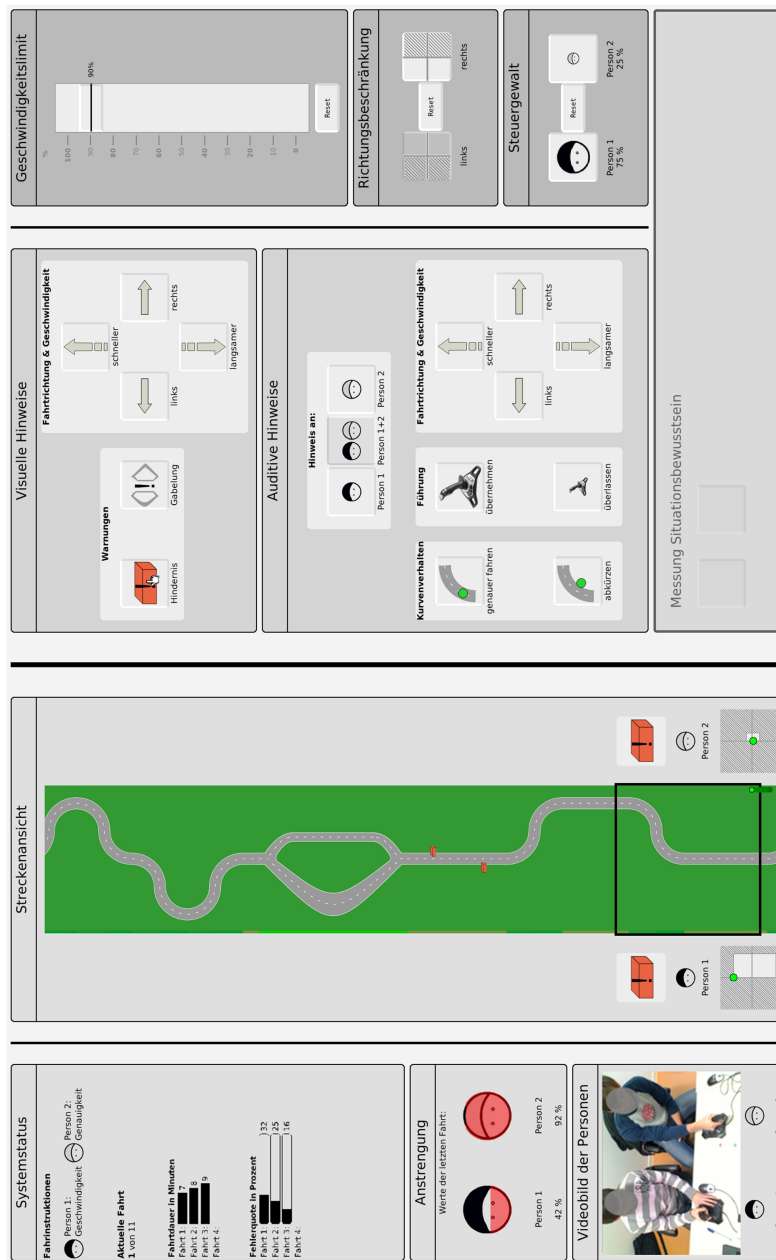 Systemstatus
Fahrinstruktionen
Person 1:
Geschwindigkeit
Person 2:
Genauigkeit
Aktuelle Fahrt
1 von 11
Fahrtdauer in Minuten
Fahrt 1: 7
Fahrt 2: 8
Fahrt 3: 9
Fahrt 4:
Fehlerquote in Prozent
Fahrt 1: 32
Fahrt 2: 25
Fahrt 3: 16
Fahrt 4:
Anstrengung
Werte der letzten Fahrt:
Person 1
42 %
Person 2
92 %
Videobild der Personen
Streckenansicht
Person 1
Person 2
Visuelle Hinweise
Warnungen
Hindernis
Gabelung
Fahrtrichtung & Geschwindigkeit
links
schneller
langsamer
rechts
Auditive Hinweise
Hinweis an:
Person 1
Person 1+2
Person 2
Kurvenverhalten
genauer fahren
abkürzen
Führung
übernehmen
überlassen
Fahrtrichtung & Geschwindigkeit
links
schneller
langsamer
rechts
Messung Situationsbewusstsein
Geschwindigkeitslimit
%
100
90
80
70
60
50
40
30
20
10
0
90%
Reset
Richtungsbeschränkung
links
Reset
rechts
Steuergewalt
Person 1
75 %
Reset
Person 2
25 %